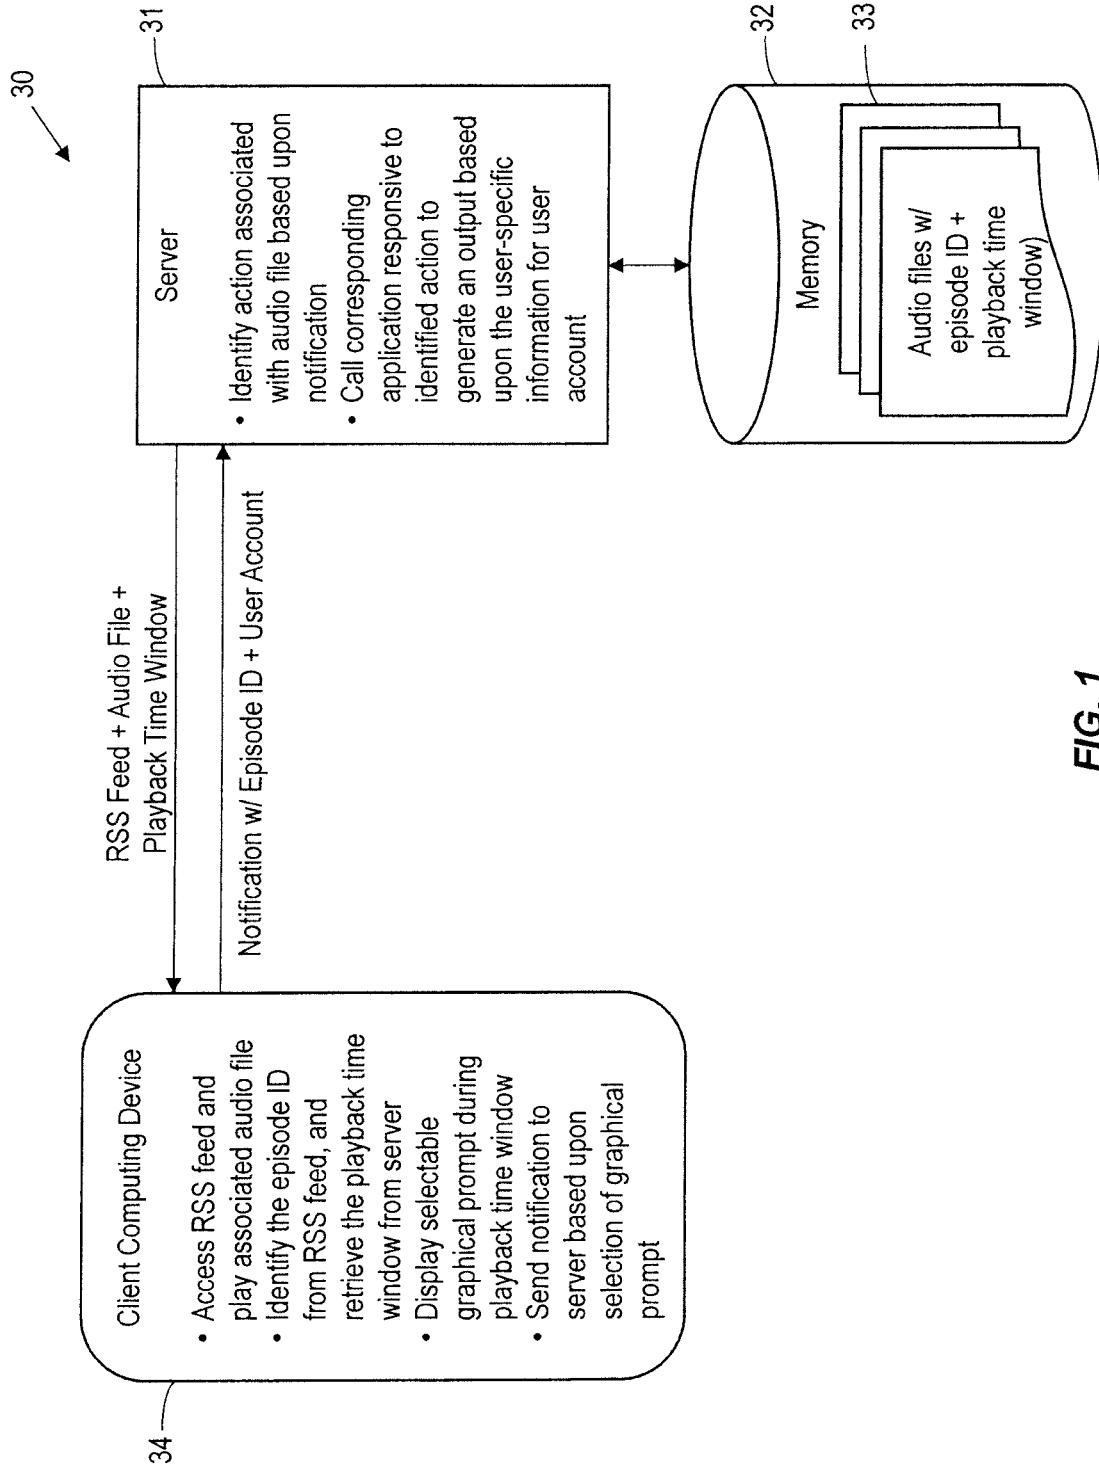 30
34
Client Computing Device
• Access RSS feed and
play associated audio file
• Identify the episode ID
from RSS feed, and
retrieve the playback time
window from server
• Display selectable
graphical prompt during
playback time window
• Send notification to
server based upon
selection of graphical
prompt
RSS Feed + Audio File +
Playback Time Window
Notification w/ Episode ID + User Account
31
Server
• Identify action associated
with audio file based upon
notification
• Call corresponding
application responsive to
identified action to
generate an output based
upon the user-specific
information for user
account
32
Memory
33
Audio files w/
episode ID +
playback time
window)
FIG. 1